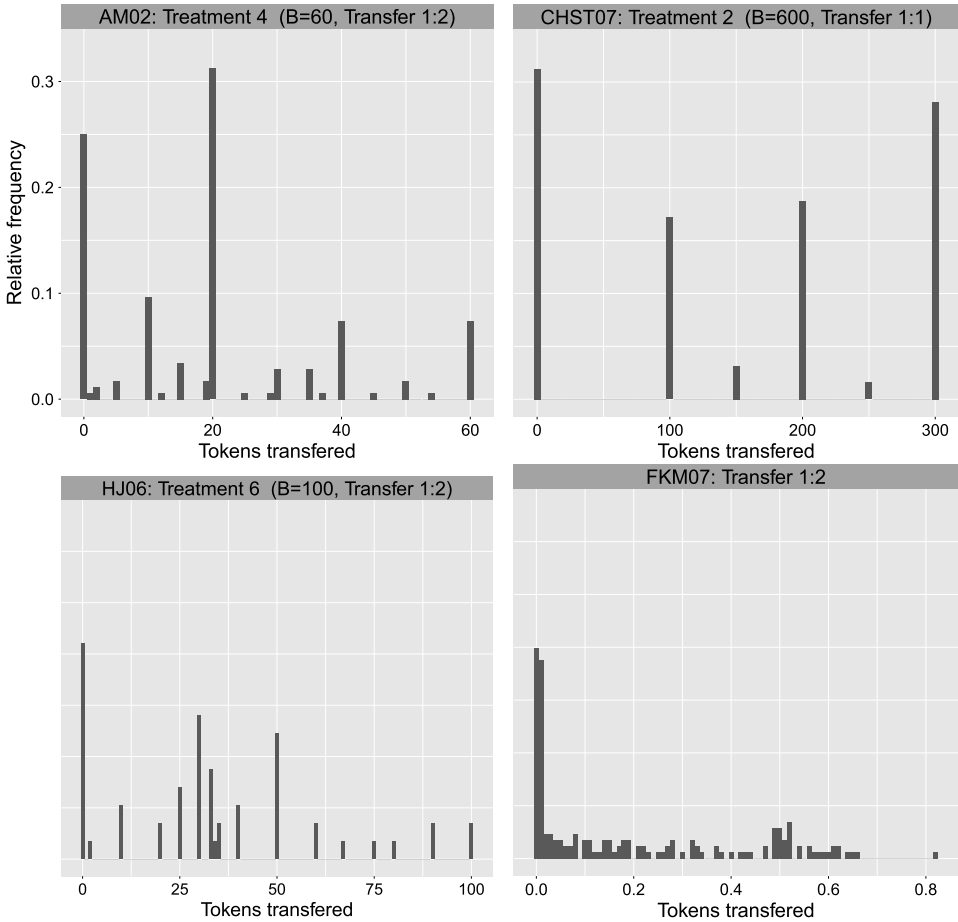 AM02: Treatment 4 (B=60, Transfer 1:2)
0.3
0.2
0.1
0.0
Relative frequency
0 20 40 60
Tokens transfered
CHST07: Treatment 2 (B=600, Transfer 1:1)
0 100 200 300
Tokens transfered
HJ06: Treatment 6 (B=100, Transfer 1:2)
0 25 50 75 100
Tokens transfered
FKM07: Transfer 1:2
0.0 0.2 0.4 0.6 0.8
Tokens transfered